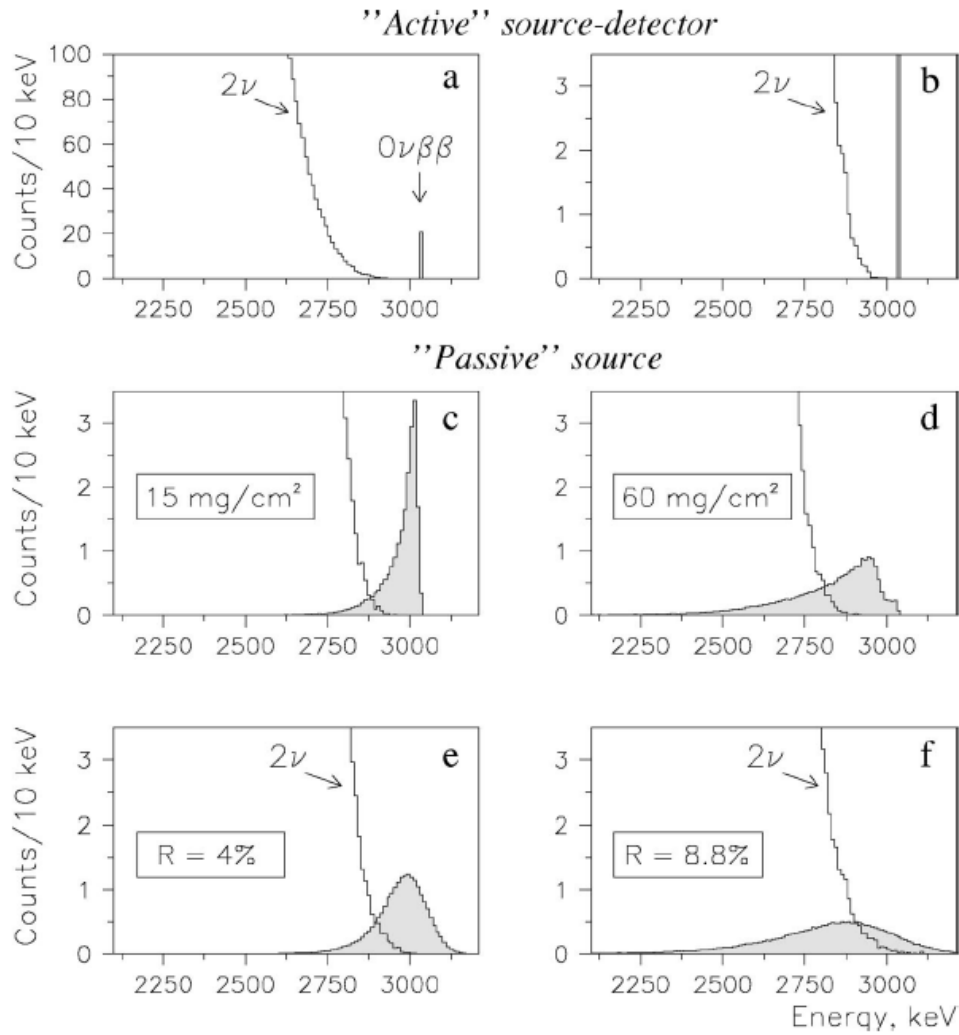 ''Active'' source-detector
Counts/10 keV
100
80
60
40
20
0
2ν
0νββ
a
2250 2500 2750 3000
3
2
1
0
2ν
b
2250 2500 2750 3000
''Passive'' source
Counts/10 keV
3
2
1
0
15 mg/cm²
c
2250 2500 2750 3000
3
2
1
0
60 mg/cm²
d
2250 2500 2750 3000
Counts/10 keV
3
2
1
0
2ν
R = 4%
e
2250 2500 2750 3000
3
2
1
0
2ν
R = 8.8%
f
2250 2500 2750 3000
Energy, keV